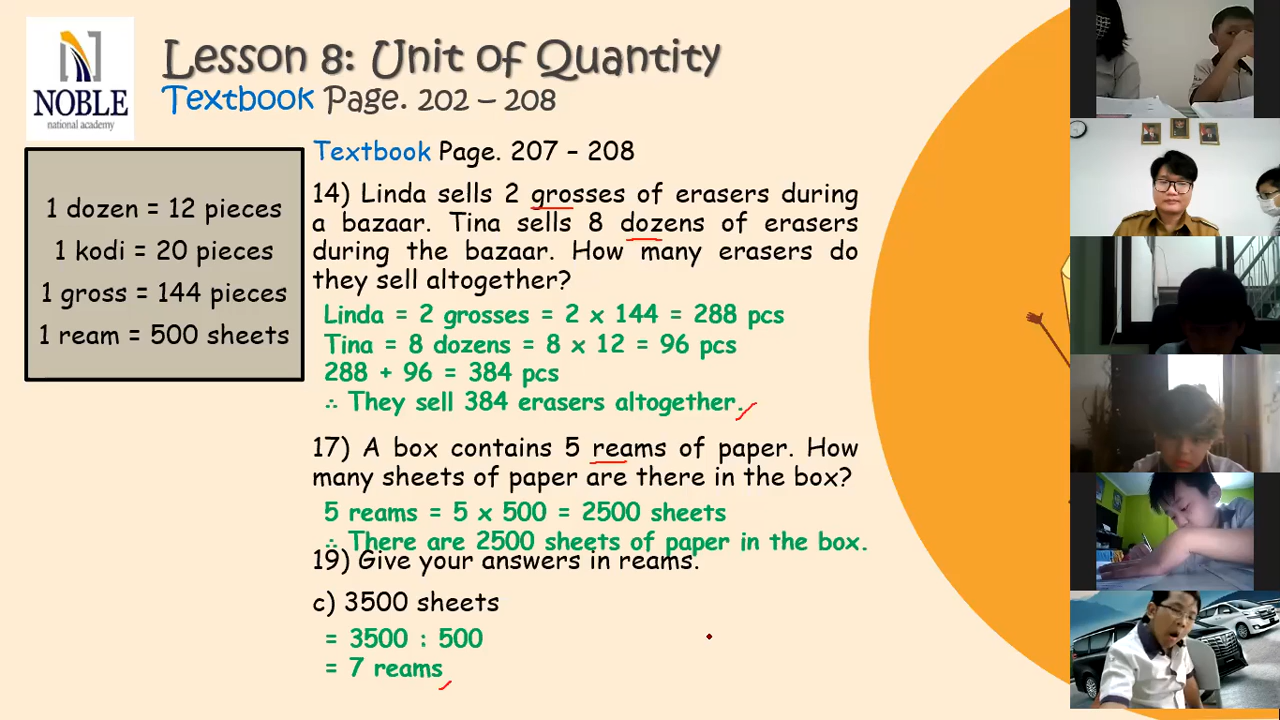 NOBLE
national academy
Lesson 8: Unit of Quantity
Textbook Page. 202 – 208
1 dozen = 12 pieces
1 kodi = 20 pieces
1 gross = 144 pieces
1 ream = 500 sheets
Textbook Page. 207 – 208
14) Linda sells 2 grosses of erasers during
a bazaar. Tina sells 8 dozens of erasers
during the bazaar. How many erasers do
they sell altogether?
Linda = 2 grosses = 2 x 144 = 288 pcs
Tina = 8 dozens = 8 x 12 = 96 pcs
288 + 96 = 384 pcs
∴ They sell 384 erasers altogether.
17) A box contains 5 reams of paper. How
many sheets of paper are there in the box?
5 reams = 5 x 500 = 2500 sheets
∴ There are 2500 sheets of paper in the box.
19) Give your answers in reams.
c) 3500 sheets
= 3500 : 500
= 7 reams